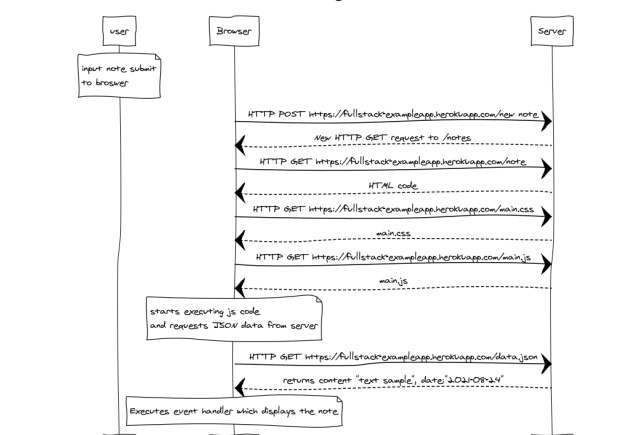 user
Browser
Server
input note submit
to broswer
HTTP POST https://fullstack-exampleapp.herokuapp.com/new note
New HTTP GET request to /notes
HTTP GET https://fullstack-exampleapp.herokuapp.com/note
HTML code
HTTP GET https://fullstack-exampleapp.herokuapp.com/main.css
main.css
HTTP GET https://fullstack-exampleapp.herokuapp.com/main.js
main.js
starts executing js code
and requests JSON data from server
HTTP GET https://fullstack-exampleapp.herokuapp.com/data.json
returns content "text sample", date;"2021-08-24"
Executes event handler which displays the note